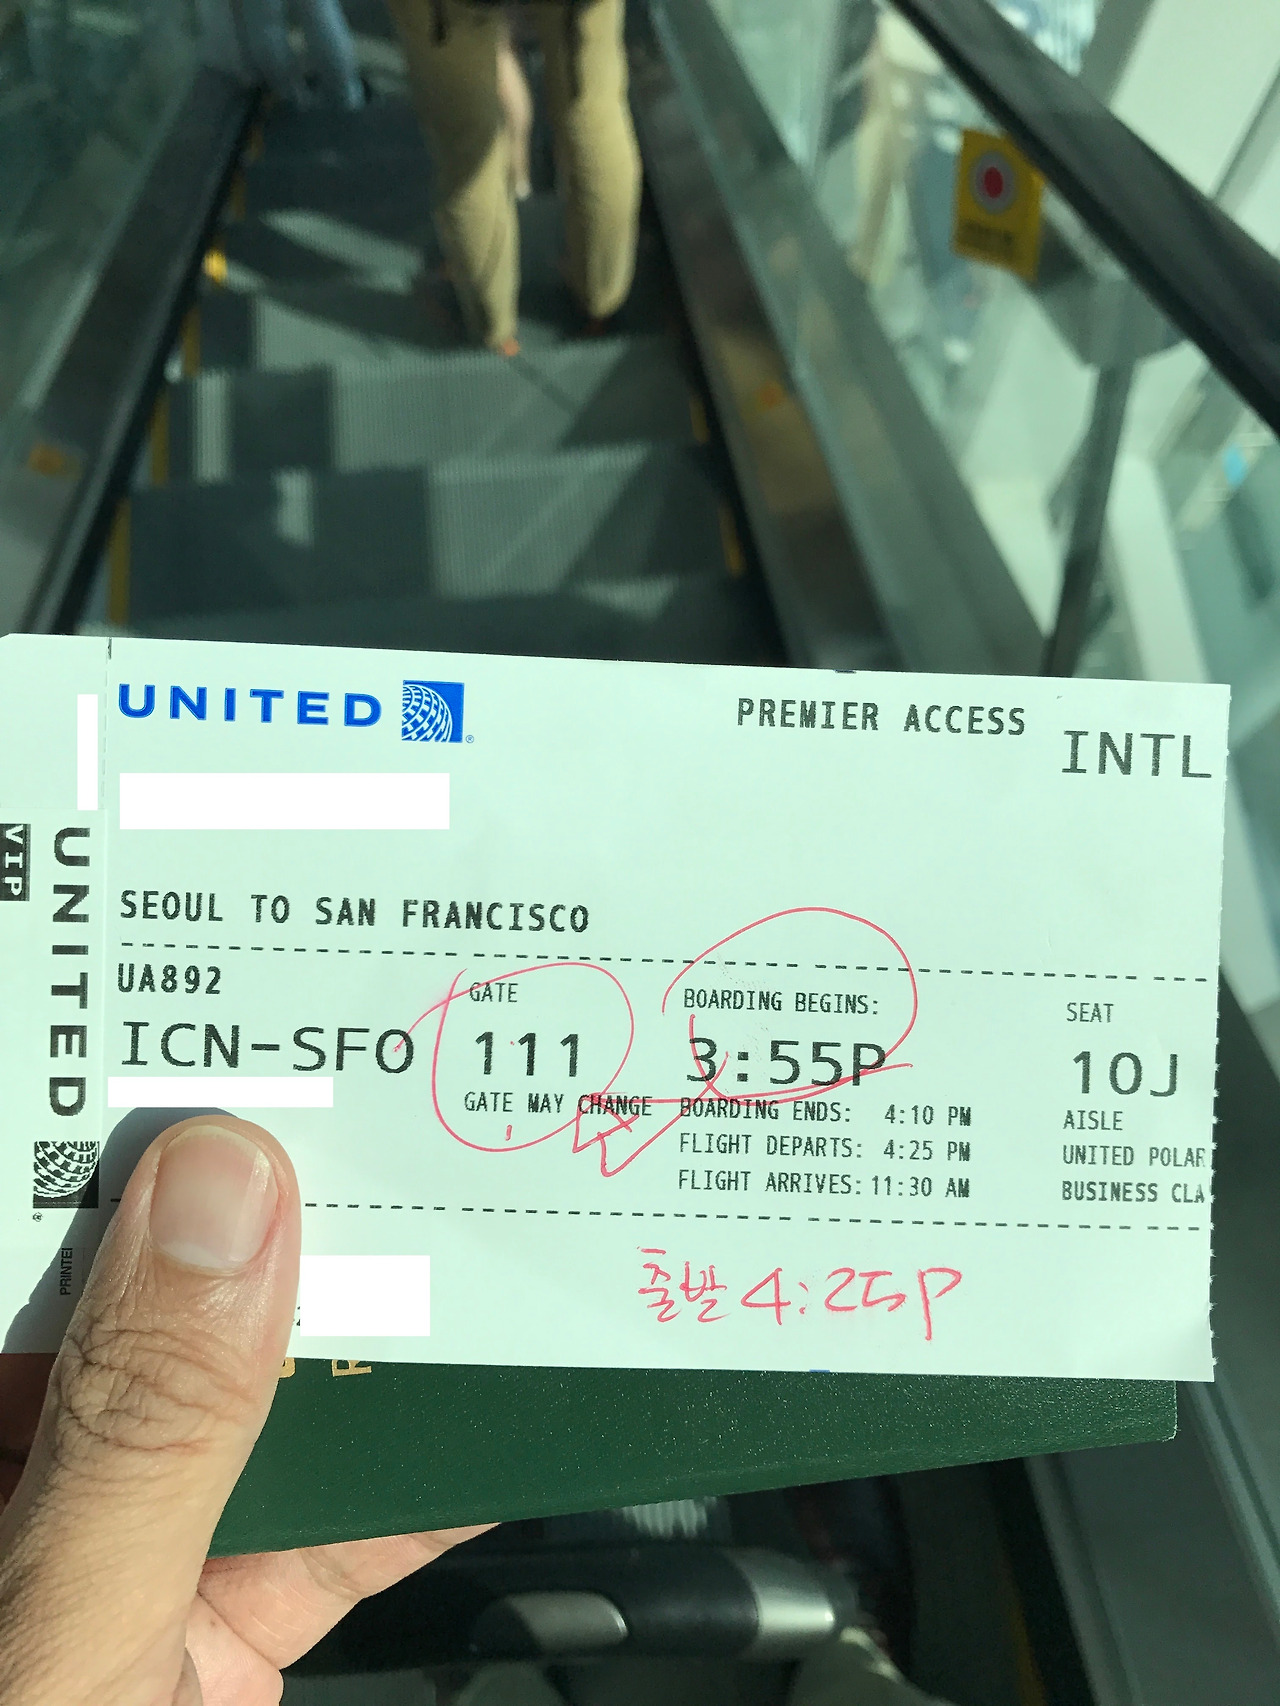 UNITED
PREMIER ACCESS
INTL
SEOUL TO SAN FRANCISCO
UA892
ICN-SFO
GATE
111
GATE MAY CHANGE
BOARDING BEGINS:
3:55P
BOARDING ENDS: 4:10 PM
FLIGHT DEPARTS: 4:25 PM
FLIGHT ARRIVES: 11:30 AM
SEAT
10J
AISLE
UNITED POLAR
BUSINESS CLA
출발 4:25P
VIP
UNITED
PRINTE